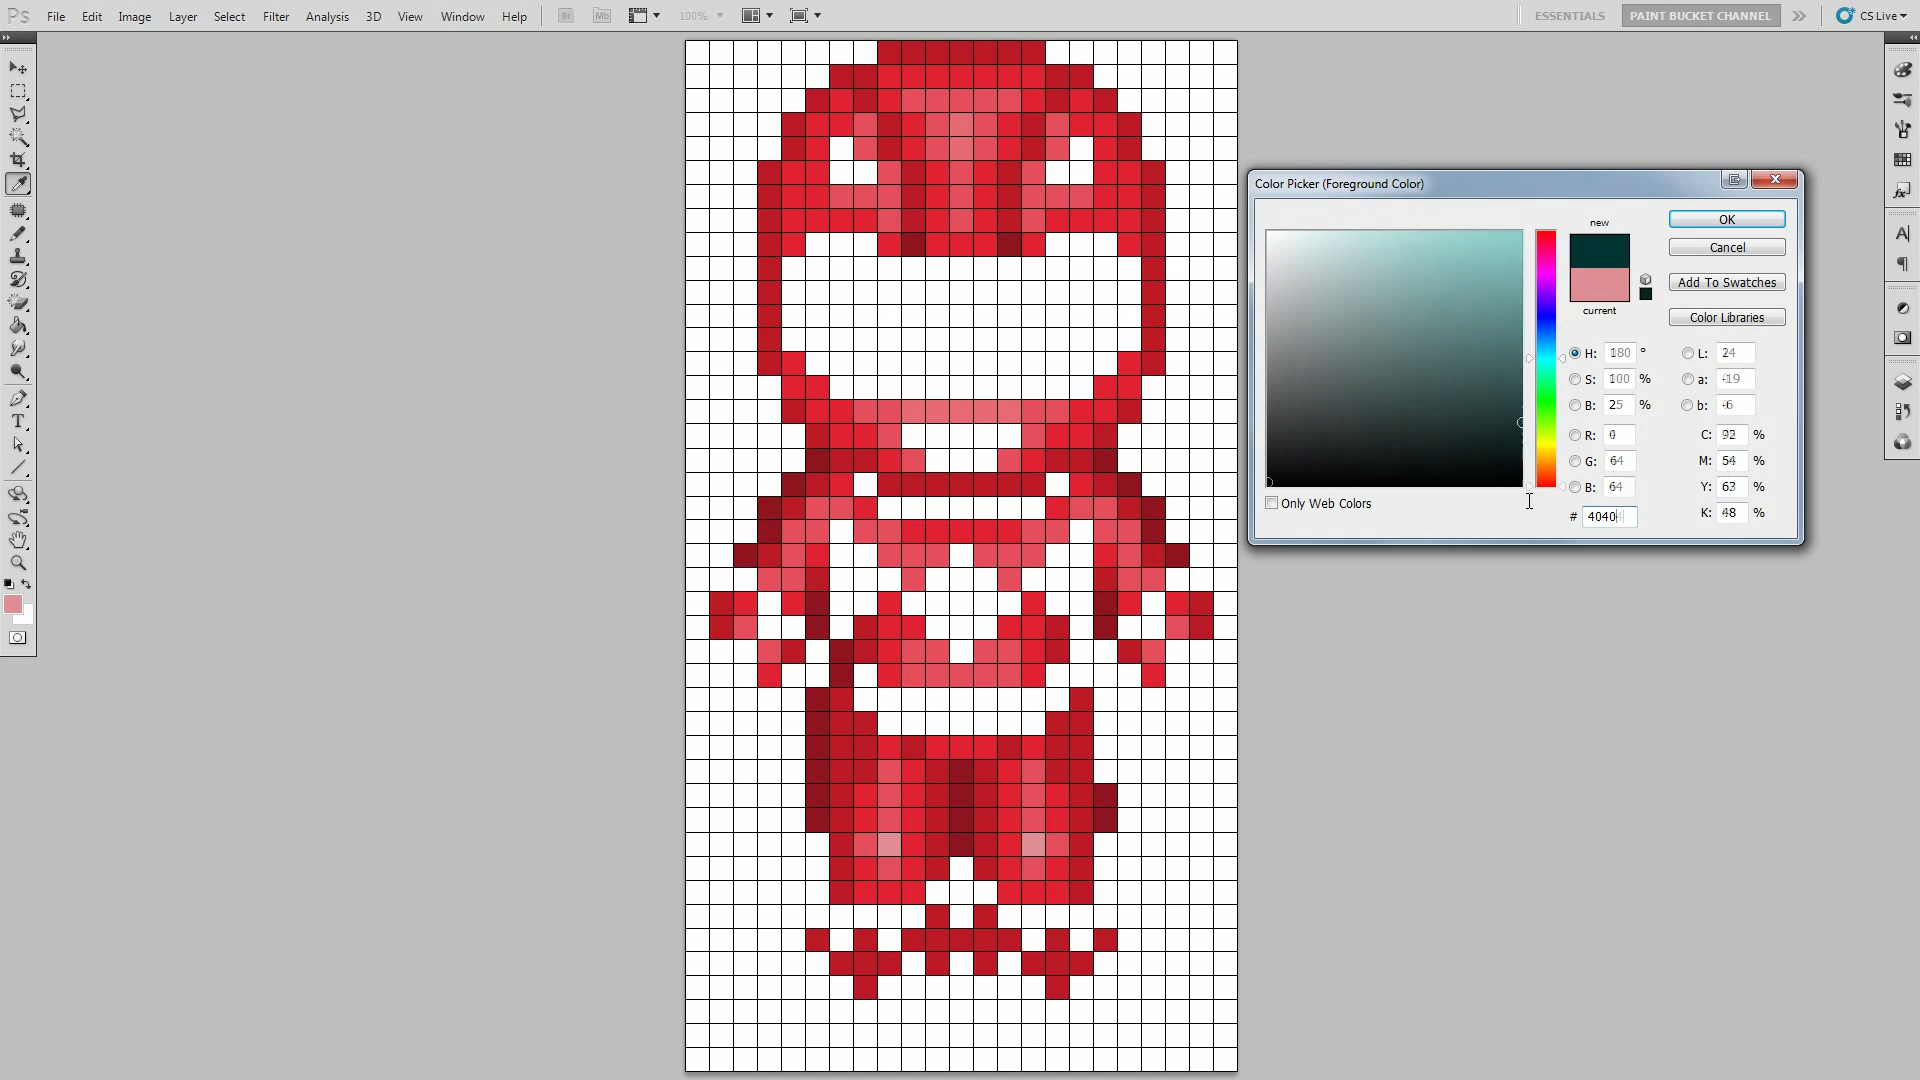 Ps File Edit Image Layer Select Filter Analysis 3D View Window Help Br Mb 100% ESSENTIALS PAINT BUCKET CHANNEL CS Live
Color Picker (Foreground Color)
new
current
OK
Cancel
Add To Swatches
Color Libraries
H: 180 ° L: 24
S: 100 % a: -19
B: 25 % b: -6
R: 0 C: 92 %
G: 64 M: 54 %
B: 64 Y: 63 %
# 4040 K: 48 %
Only Web Colors